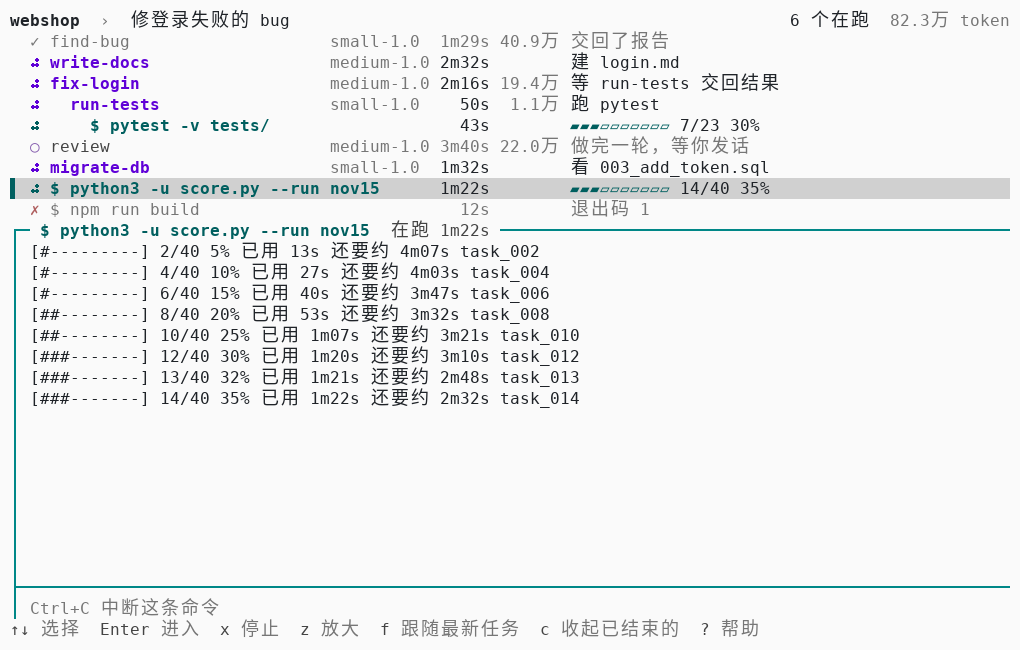 webshop › 修登录失败的 bug 6 个在跑 82.3万 token
✓ find-bug small-1.0 1m29s 40.9万 交回了报告
write-docs medium-1.0 2m32s 建 login.md
fix-login medium-1.0 2m16s 19.4万 等 run-tests 交回结果
run-tests small-1.0 50s 1.1万 跑 pytest
$ pytest -v tests/ 43s ▰▰▰▱▱▱▱▱▱▱ 7/23 30%
○ review medium-1.0 3m40s 22.0万 做完一轮，等你发话
migrate-db small-1.0 1m32s 看 003_add_token.sql
$ python3 -u score.py --run nov15 1m22s ▰▰▰▱▱▱▱▱▱▱ 14/40 35%
✗ $ npm run build 12s 退出码 1
$ python3 -u score.py --run nov15 在跑 1m22s
[#---------] 2/40 5% 已用 13s 还要约 4m07s task_002
[#---------] 4/40 10% 已用 27s 还要约 4m03s task_004
[#---------] 6/40 15% 已用 40s 还要约 3m47s task_006
[##--------] 8/40 20% 已用 53s 还要约 3m32s task_008
[##--------] 10/40 25% 已用 1m07s 还要约 3m21s task_010
[###-------] 12/40 30% 已用 1m20s 还要约 3m10s task_012
[###-------] 13/40 32% 已用 1m21s 还要约 2m48s task_013
[###-------] 14/40 35% 已用 1m22s 还要约 2m32s task_014
Ctrl+C 中断这条命令
↑↓ 选择 Enter 进入 x 停止 z 放大 f 跟随最新任务 c 收起已结束的 ? 帮助